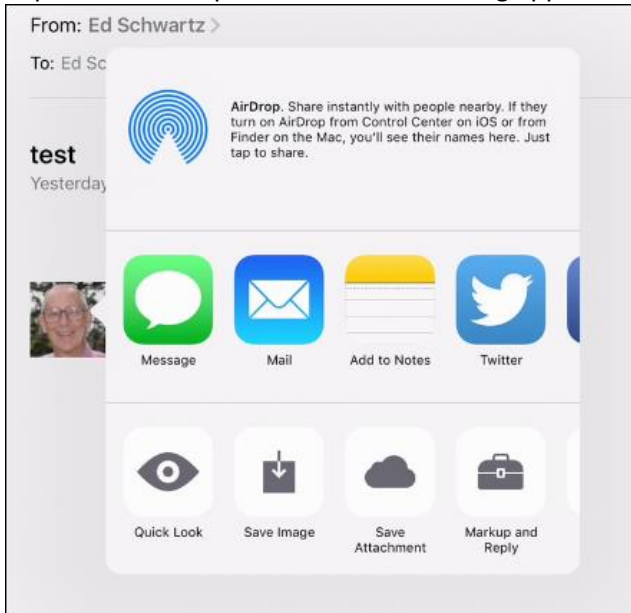 From: Ed Schwartz >
To: Ed Sc
AirDrop. Share instantly with people nearby. If they
turn on AirDrop from Control Center on iOS or from
Finder on the Mac, you'll see their names here. Just
tap to share.
test
Yesterday
Message
Mail
Add to Notes
Twitter
Quick Look
Save Image
Save
Attachment
Markup and
Reply